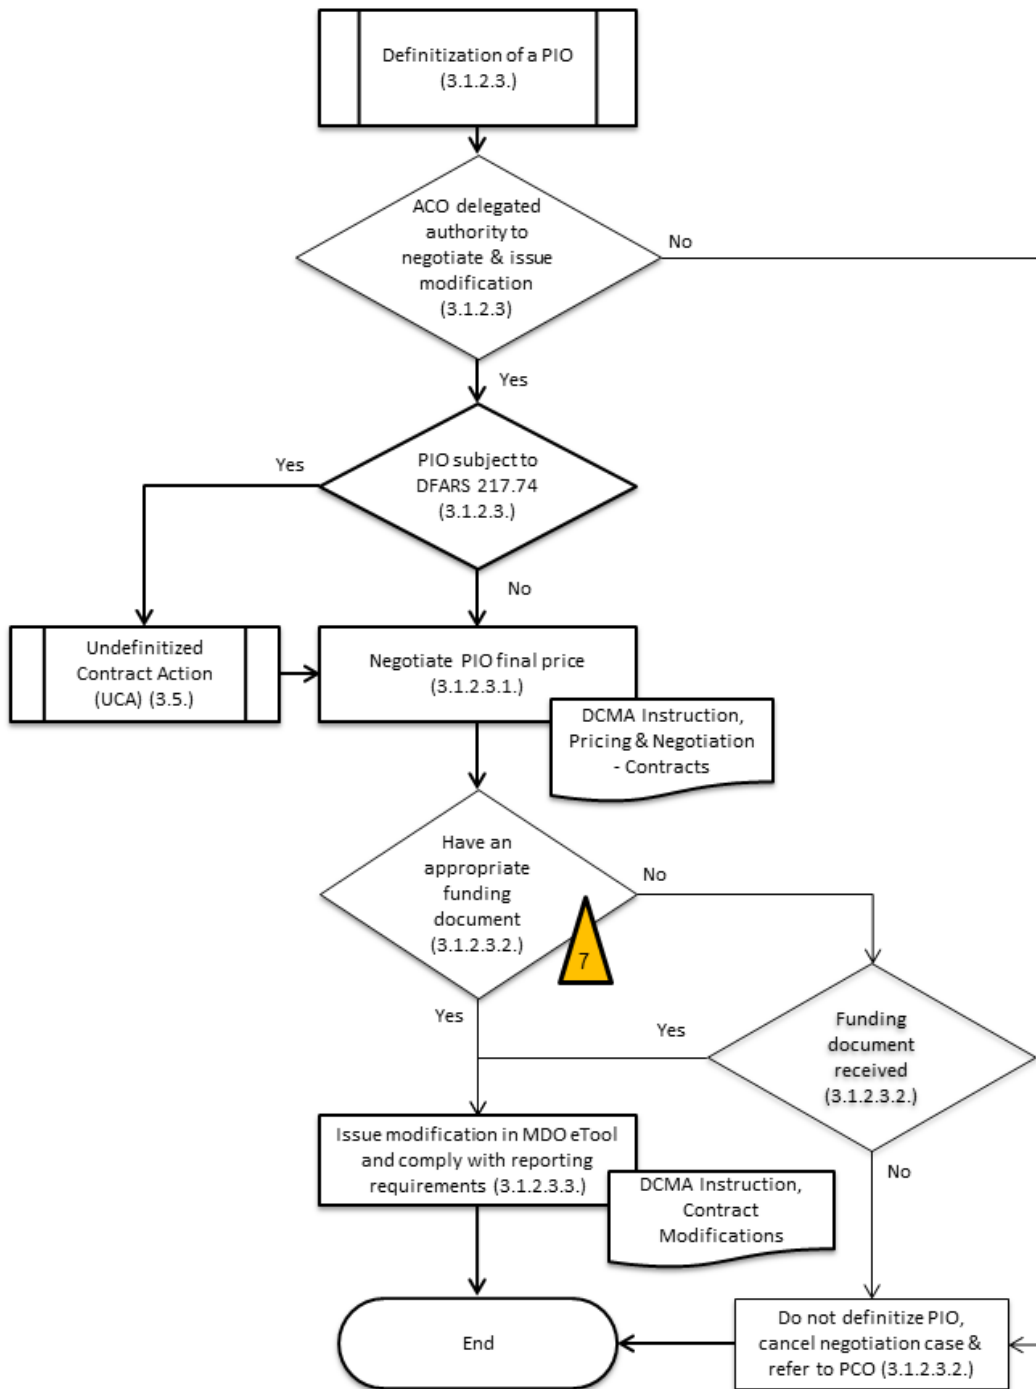 Definitization of a PIO
(3.1.2.3.)
ACO delegated
authority to
negotiate & issue
modification
(3.1.2.3)
No
Yes
PIO subject to
DFARS 217.74
(3.1.2.3.)
Yes
No
Undefinitized
Contract Action
(UCA) (3.5.)
Negotiate PIO final price
(3.1.2.3.1.)
DCMA Instruction,
Pricing & Negotiation
- Contracts
Have an
appropriate
funding
document
(3.1.2.3.2.)
No
7
Yes
Yes
Funding
document
received
(3.1.2.3.2.)
Issue modification in MDO eTool
and comply with reporting
requirements (3.1.2.3.3.)
No
DCMA Instruction,
Contract
Modifications
End
Do not definitize PIO,
cancel negotiation case &
refer to PCO (3.1.2.3.2.)